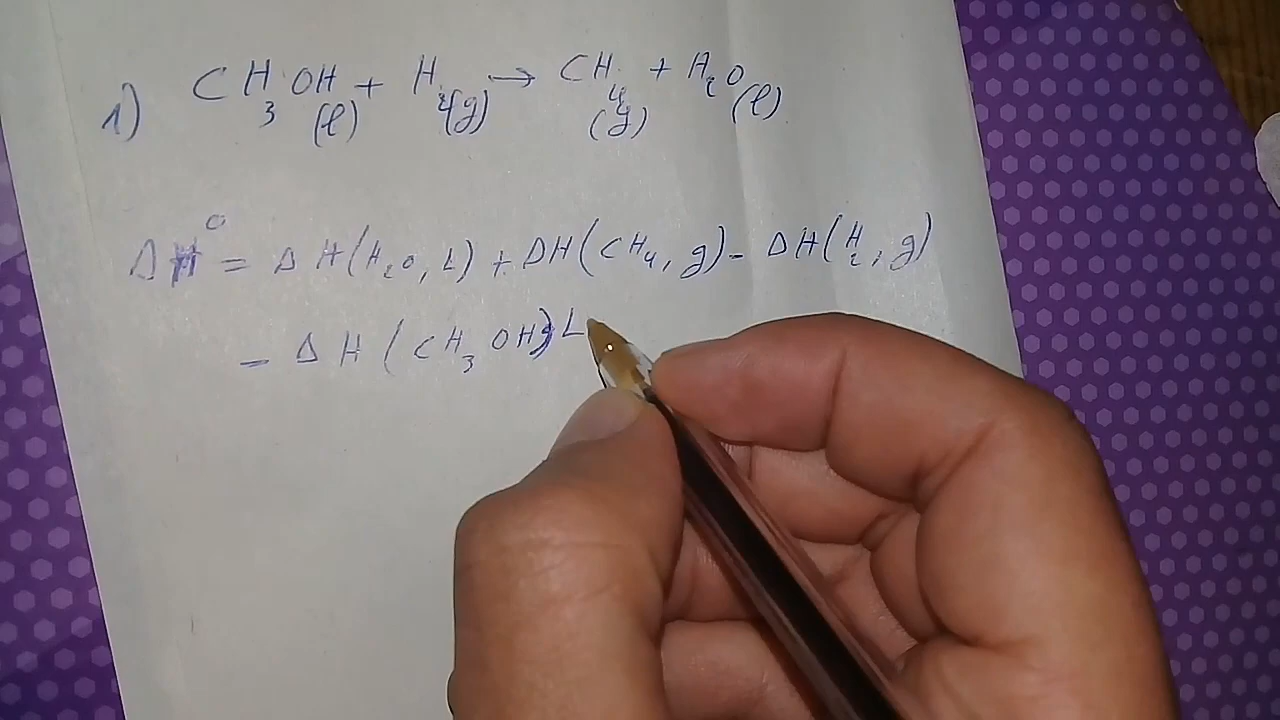 1) CH₃OH(l) + H₂(g) → CH₄(g) + H₂O(l)
ΔH° = ΔH(H₂O, L) + ΔH(CH₄, g) - ΔH(H₂, g)
- ΔH(CH₃OH, L